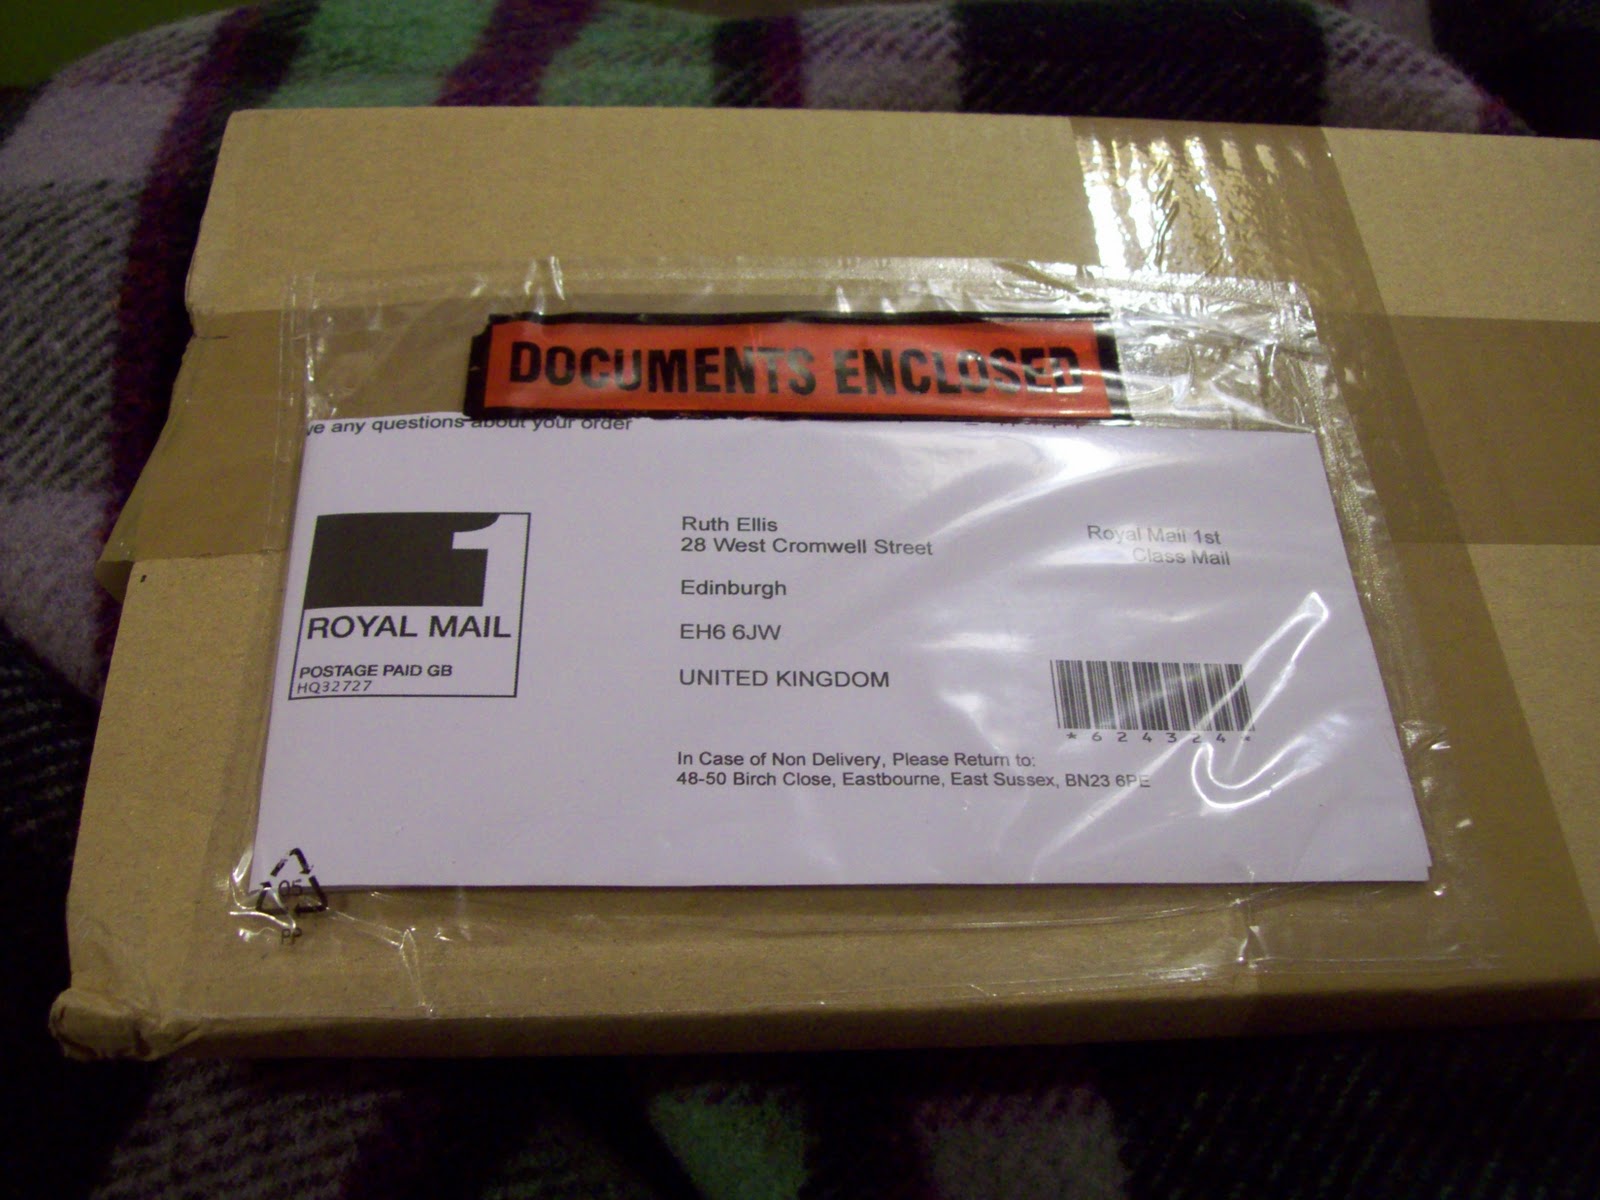 DOCUMENTS ENCLOSED
ve any questions about your order
1
ROYAL MAIL
POSTAGE PAID GB
HQ32727
Ruth Ellis
28 West Cromwell Street
Edinburgh
EH6 6JW
UNITED KINGDOM
Royal Mail 1st
Class Mail
*624324*
In Case of Non Delivery, Please Return to:
48-50 Birch Close, Eastbourne, East Sussex, BN23 6PE
05
PP